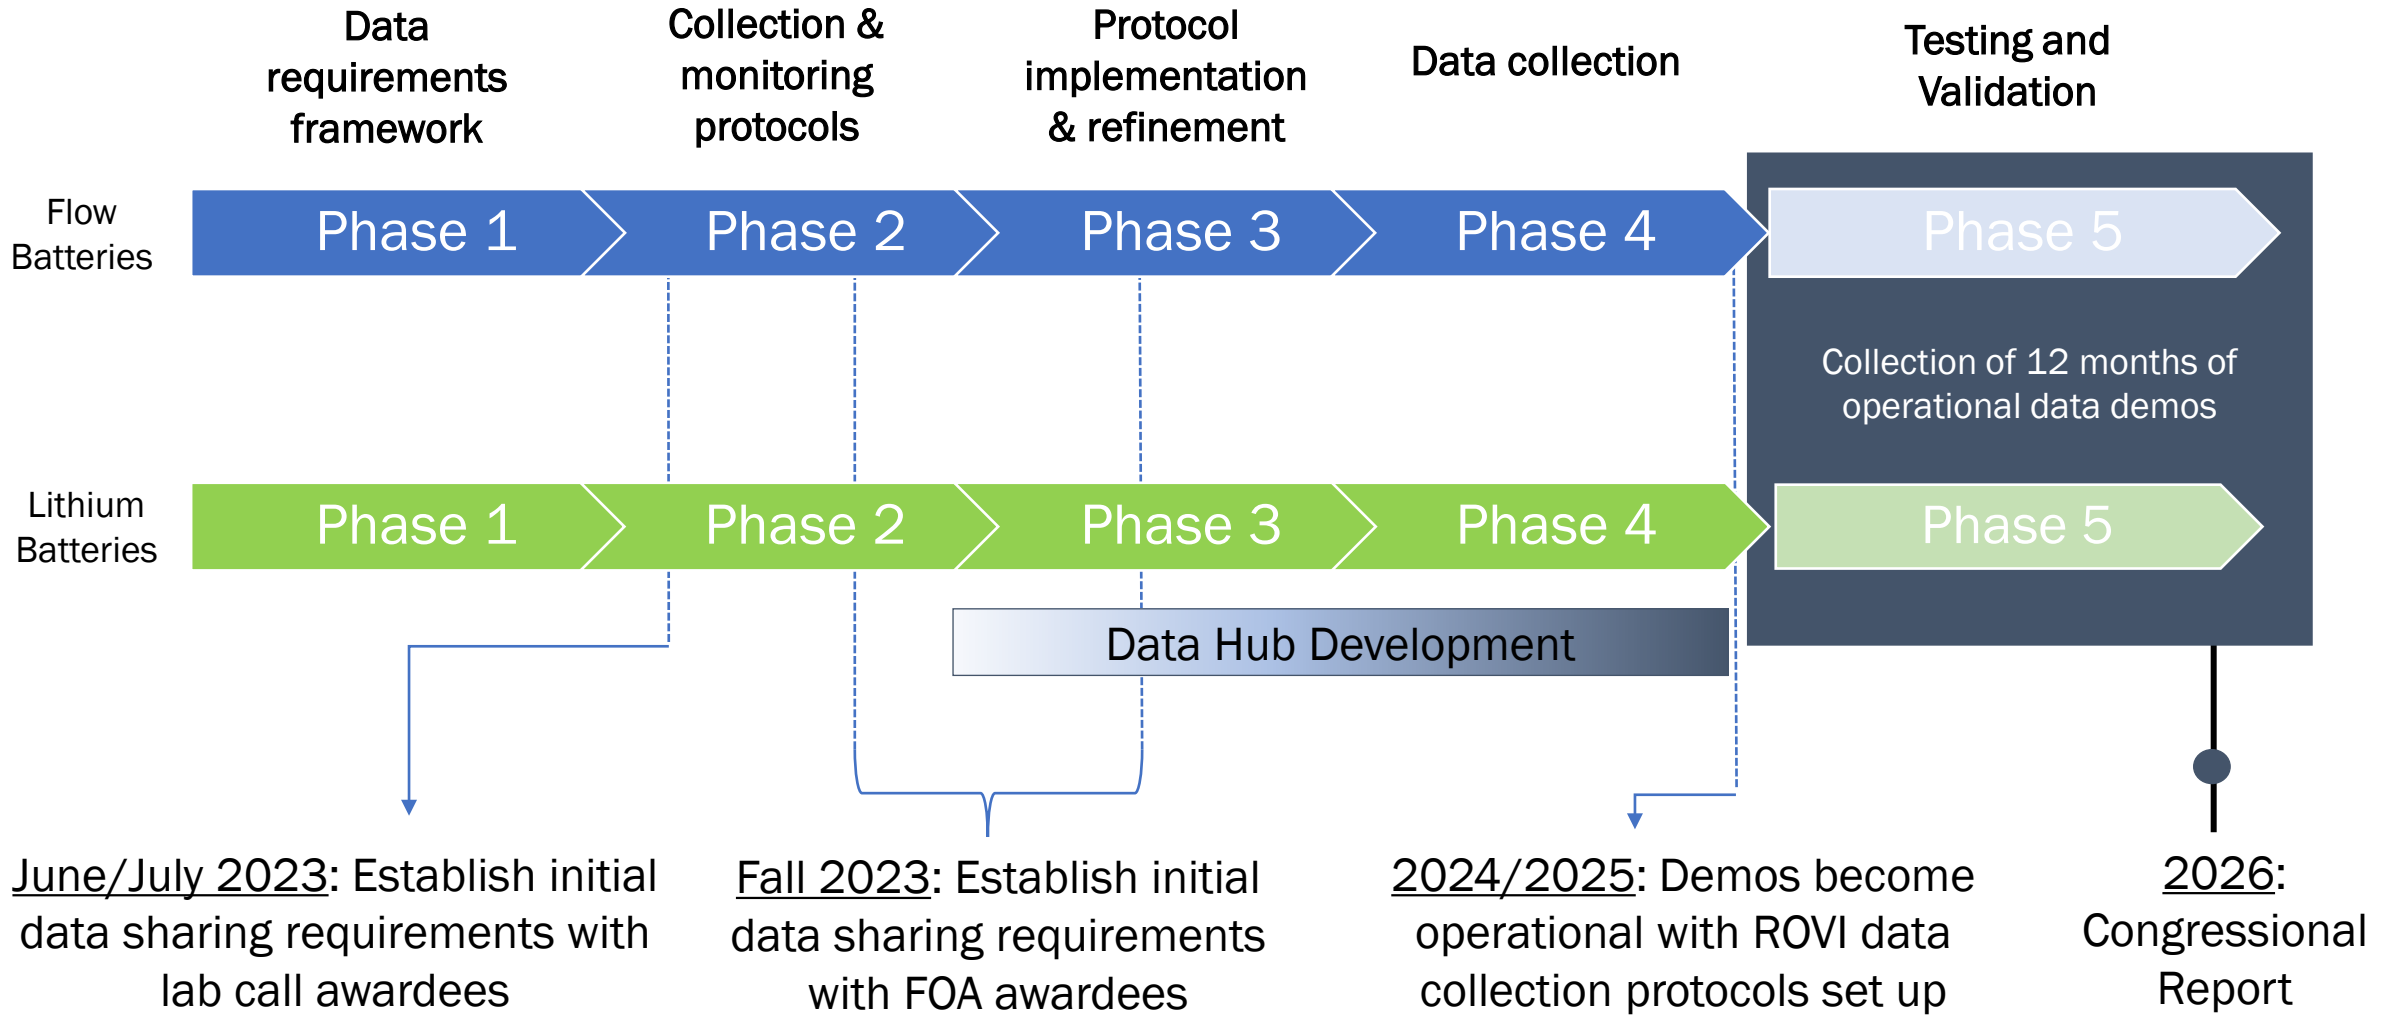 Data
requirements
framework
Collection &
monitoring
protocols
Protocol
implementation
& refinement
Data collection
Testing and
Validation
Flow
Batteries
Phase 1
Phase 2
Phase 3
Phase 4
Phase 5
Collection of 12 months of
operational data demos
Lithium
Batteries
Phase 1
Phase 2
Phase 3
Phase 4
Phase 5
Data Hub Development
June/July 2023: Establish initial
data sharing requirements with
lab call awardees
Fall 2023: Establish initial
data sharing requirements
with FOA awardees
2024/2025: Demos become
operational with ROVI data
collection protocols set up
2026:
Congressional
Report